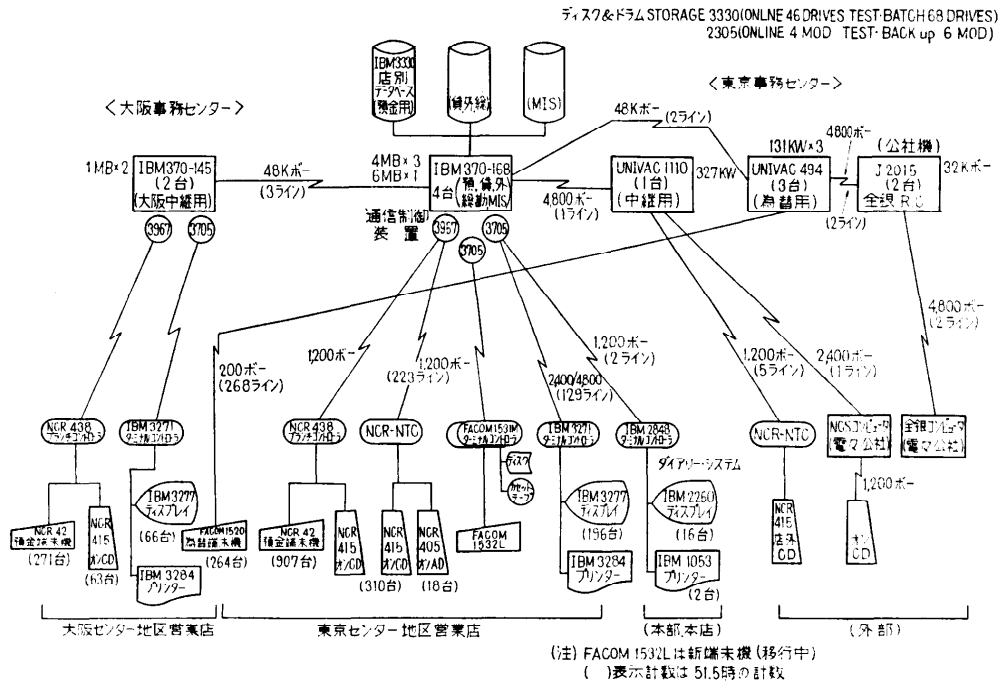 ディスク&ドラム STORAGE 3330(ONLNE 46 DRIVES TEST·BATCH 68 DRIVES)
2305(ONLINE 4 MOD TEST·BACK up 6 MOD)
IBM3330
店別
データベース
(預金用)
(貸,外,線)
(MIS)
<大阪事務センター>
<東京事務センター>
48Kボー
(2ライン)
1MB×2
IBM370-145
(2台)
(大阪中継用)
48Kボー
(3ライン)
4MB×3
6MB×1
IBM370-168
4台
(預,貸,外)
(総勘MIS)
4,800ボー
(1ライン)
UNIVAC 1110
(1台)
(中継用)
327KW
131KW×3
UNIVAC 494
(3台)
(為替用)
4800ボー
(2ライン)
(公社機)
J2015
(2台)
全銀RC
32Kボー
通信制御
装置
3967
3705
3967
3705
3705
200ボー
(268ライン)
1,200ボー
1,200ボー
(223ライン)
1,200ボー
(2ライン)
2,400/4,800
(129ライン)
1,200ボー
(5ライン)
2,400ボー
(1ライン)
4,800ボー
(2ライン)
NCR 438
ブランチコントローラ
IBM3271
ターミナルコントローラ
NCR438
ブランチコントローラ
NCR-NTC
FACOM1531M
ターミナルコントローラ
IBM3271
ターミナルコントローラ
IBM 2848
ターミナルコントローラ
NCR-NTC
NCSコンピュータ
(電々公社)
全銀コンピュータ
(電々公社)
ディスク
カセット
テープ
ダイアリー・システム
1,200ボー
NCR 42
預金端末機
(271台)
NCR
415
オンCD
(63台)
IBM3277
ディスプレイ
(66台)
IBM 3284
プリンター
FACOM1520
為替端末機
(264台)
NCR 42
預金端末機
(907台)
NCR
415
オンCD
NCR
415
オンCD
(310台)
NCR
405
オンAD
(18台)
FACOM
1532L
IBM3277
ディスプレイ
(196台)
IBM3284
プリンター
IBM2260
ディスプレイ
(16台)
IBM 1053
プリンター
(2台)
NCR
415
店外
CD
オン
CD
大阪センター地区営業店
東京センター地区営業店
(本部,本店)
(外部)
(注) FACOM 1532Lは新端末機(移行中)
( )表示計数は51.5時の計数